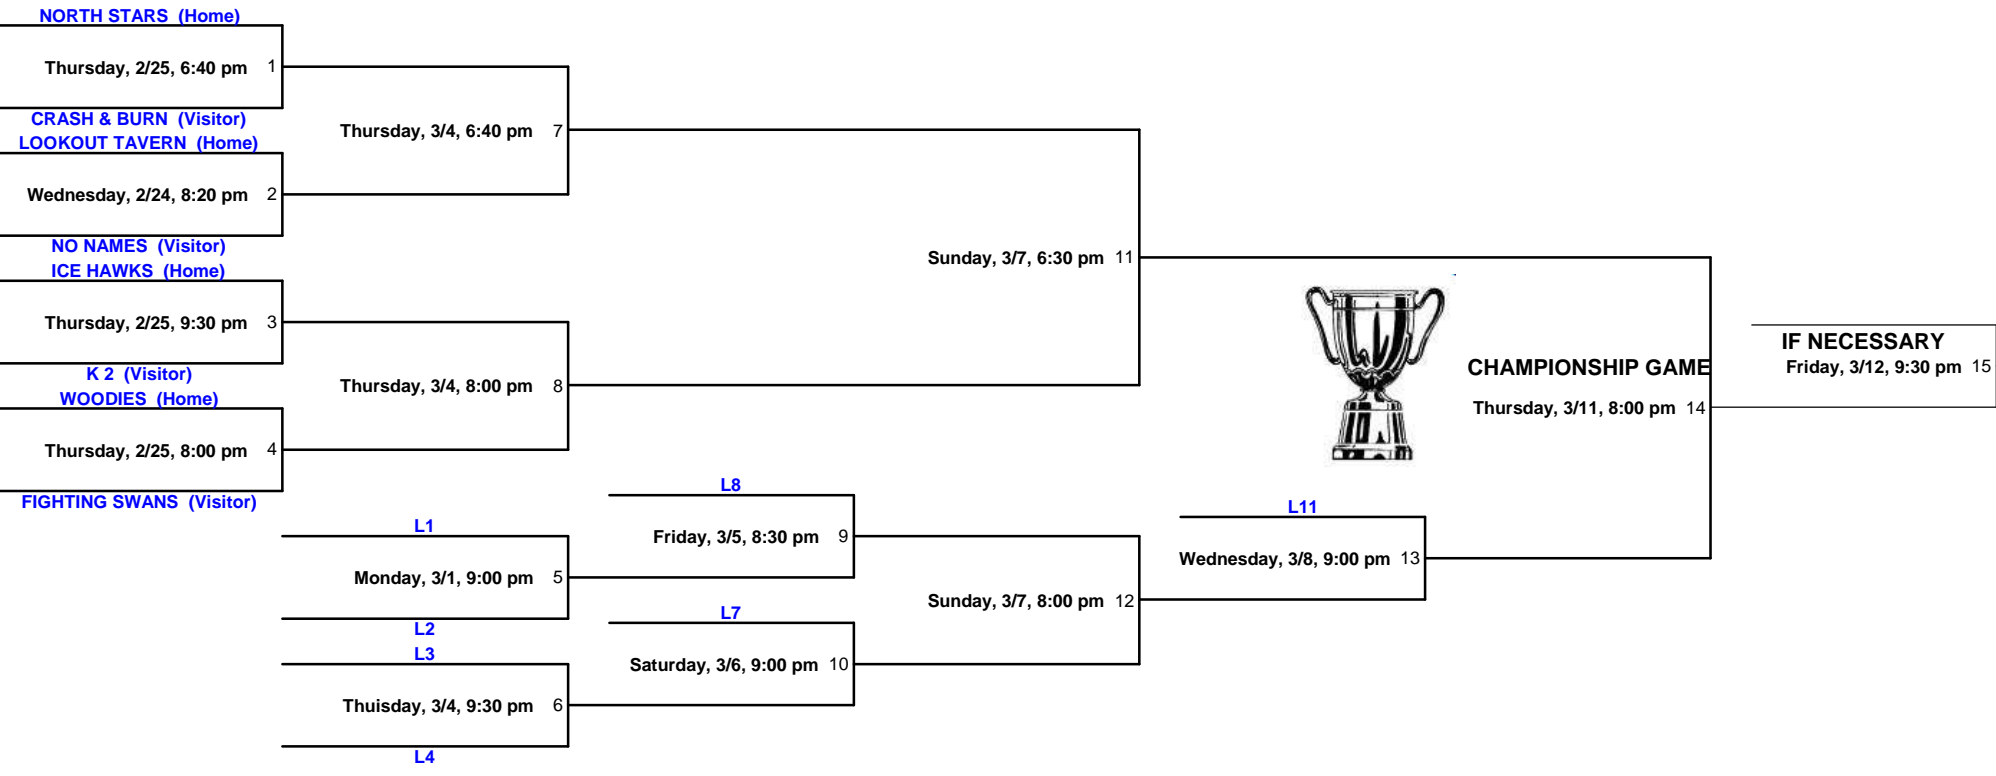 NORTH STARS (Home)
Thursday, 2/25, 6:40 pm 1
CRASH & BURN (Visitor)
Thursday, 3/4, 6:40 pm 7
LOOKOUT TAVERN (Home)
Wednesday, 2/24, 8:20 pm 2
NO NAMES (Visitor)
Sunday, 3/7, 6:30 pm 11
ICE HAWKS (Home)
Thursday, 2/25, 9:30 pm 3
K 2 (Visitor)
Thursday, 3/4, 8:00 pm 8
WOODIES (Home)
Thursday, 2/25, 8:00 pm 4
FIGHTING SWANS (Visitor)
CHAMPIONSHIP GAME
Thursday, 3/11, 8:00 pm 14
IF NECESSARY
Friday, 3/12, 9:30 pm 15
L8
Friday, 3/5, 8:30 pm 9
L11
Wednesday, 3/8, 9:00 pm 13
L1
Monday, 3/1, 9:00 pm 5
L2
Sunday, 3/7, 8:00 pm 12
L7
Saturday, 3/6, 9:00 pm 10
L3
Thuisday, 3/4, 9:30 pm 6
L4